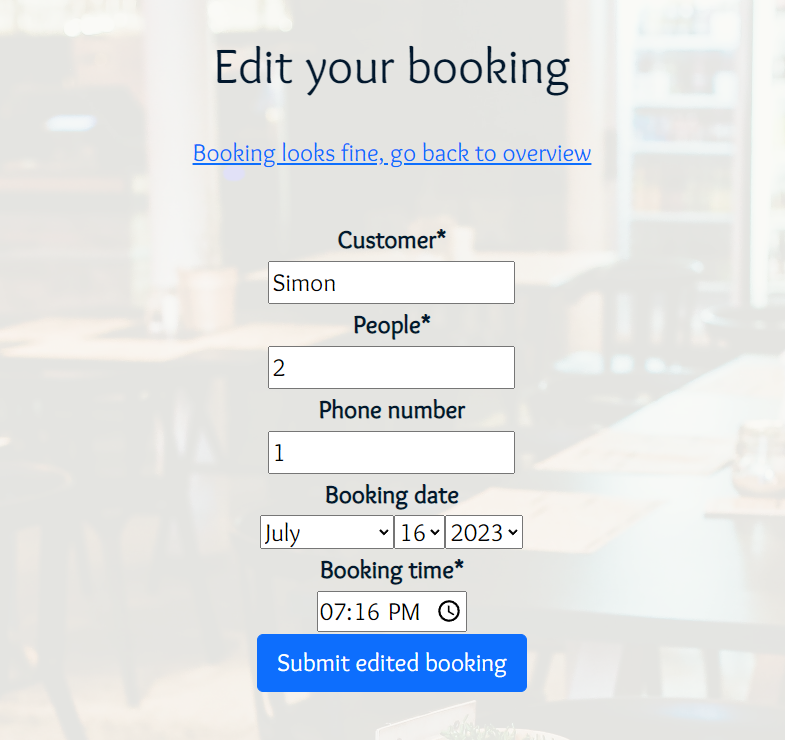 Edit your booking
Booking looks fine, go back to overview
Customer*
Simon
People*
2
Phone number
1
Booking date
July 16 2023
Booking time*
07:16 PM
Submit edited booking